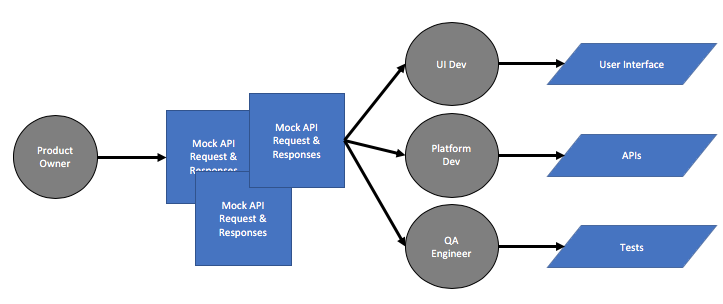 Product
Owner
Mock API
Request &
Responses
Mock API
Request &
Responses
Mock API
Request &
Responses
UI Dev
User Interface
Platform
Dev
APIs
QA
Engineer
Tests